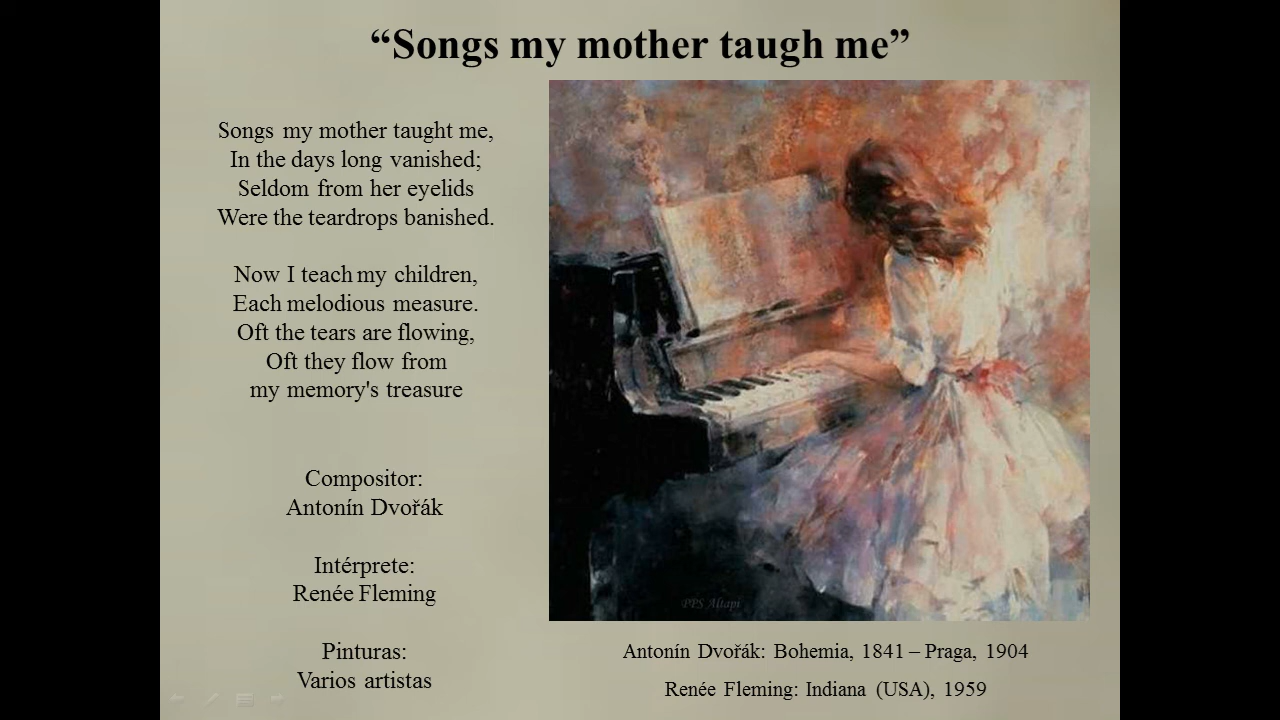 “Songs my mother taugh me”
Songs my mother taught me,
In the days long vanished;
Seldom from her eyelids
Were the teardrops banished.
Now I teach my children,
Each melodious measure.
Oft the tears are flowing,
Oft they flow from
my memory's treasure
Compositor:
Antonín Dvořák
Intérprete:
Renée Fleming
Pinturas:
Varios artistas
PPS Altapi
Antonín Dvořák: Bohemia, 1841 – Praga, 1904
Renée Fleming: Indiana (USA), 1959